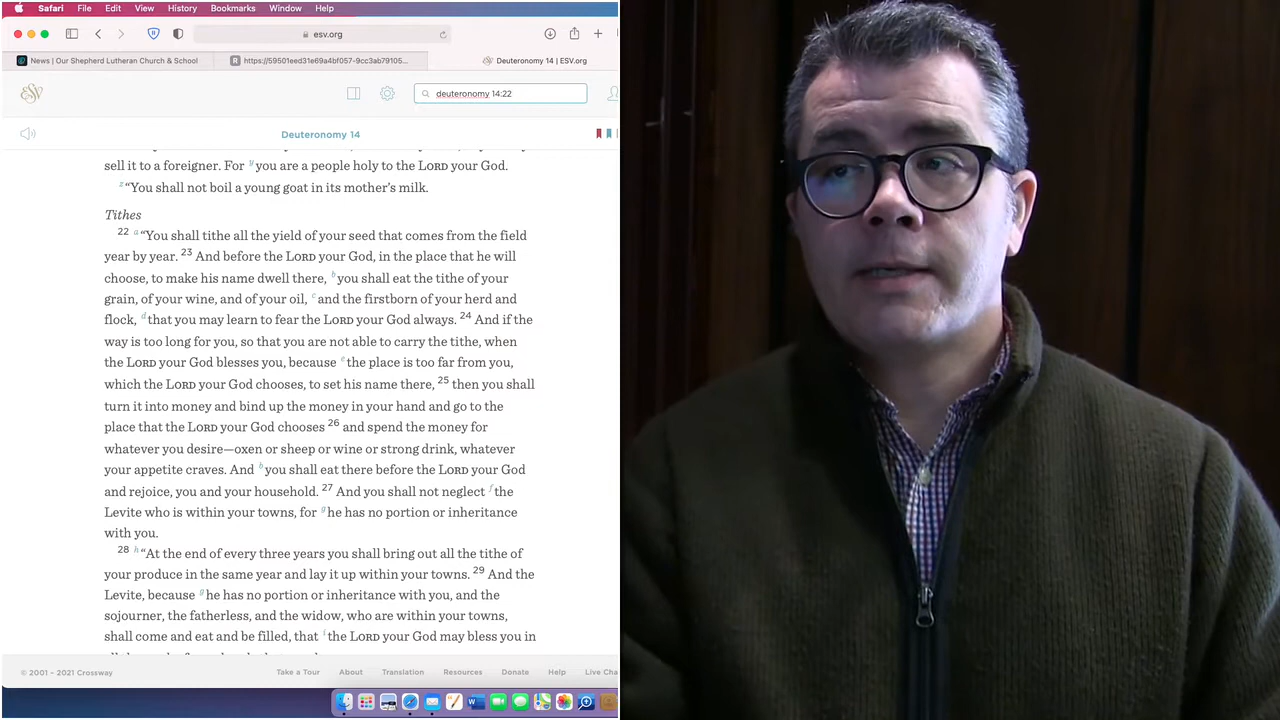 Safari File Edit View History Bookmarks Window Help
esv.org
News | Our Shepherd Lutheran Church & School
https://59501eed31e69a4bf057-9cc3ab79105...
Deuteronomy 14 | ESV.org
ESV
deuteronomy 14:22
Deuteronomy 14
sell it to a foreigner. For y you are a people holy to the LORD your God.
z “You shall not boil a young goat in its mother’s milk.
Tithes
22 a “You shall tithe all the yield of your seed that comes from the field
year by year. 23 And before the LORD your God, in the place that he will
choose, to make his name dwell there, b you shall eat the tithe of your
grain, of your wine, and of your oil, c and the firstborn of your herd and
flock, d that you may learn to fear the LORD your God always. 24 And if the
way is too long for you, so that you are not able to carry the tithe, when
the LORD your God blesses you, because e the place is too far from you,
which the LORD your God chooses, to set his name there, 25 then you shall
turn it into money and bind up the money in your hand and go to the
place that the LORD your God chooses 26 and spend the money for
whatever you desire—oxen or sheep or wine or strong drink, whatever
your appetite craves. And b you shall eat there before the LORD your God
and rejoice, you and your household. 27 And you shall not neglect f the
Levite who is within your towns, for g he has no portion or inheritance
with you.
28 h “At the end of every three years you shall bring out all the tithe of
your produce in the same year and lay it up within your towns. 29 And the
Levite, because g he has no portion or inheritance with you, and the
sojourner, the fatherless, and the widow, who are within your towns,
shall come and eat and be filled, that i the LORD your God may bless you in
© 2001 – 2021 Crossway
Take a Tour About Translation Resources Donate Help Live Cha